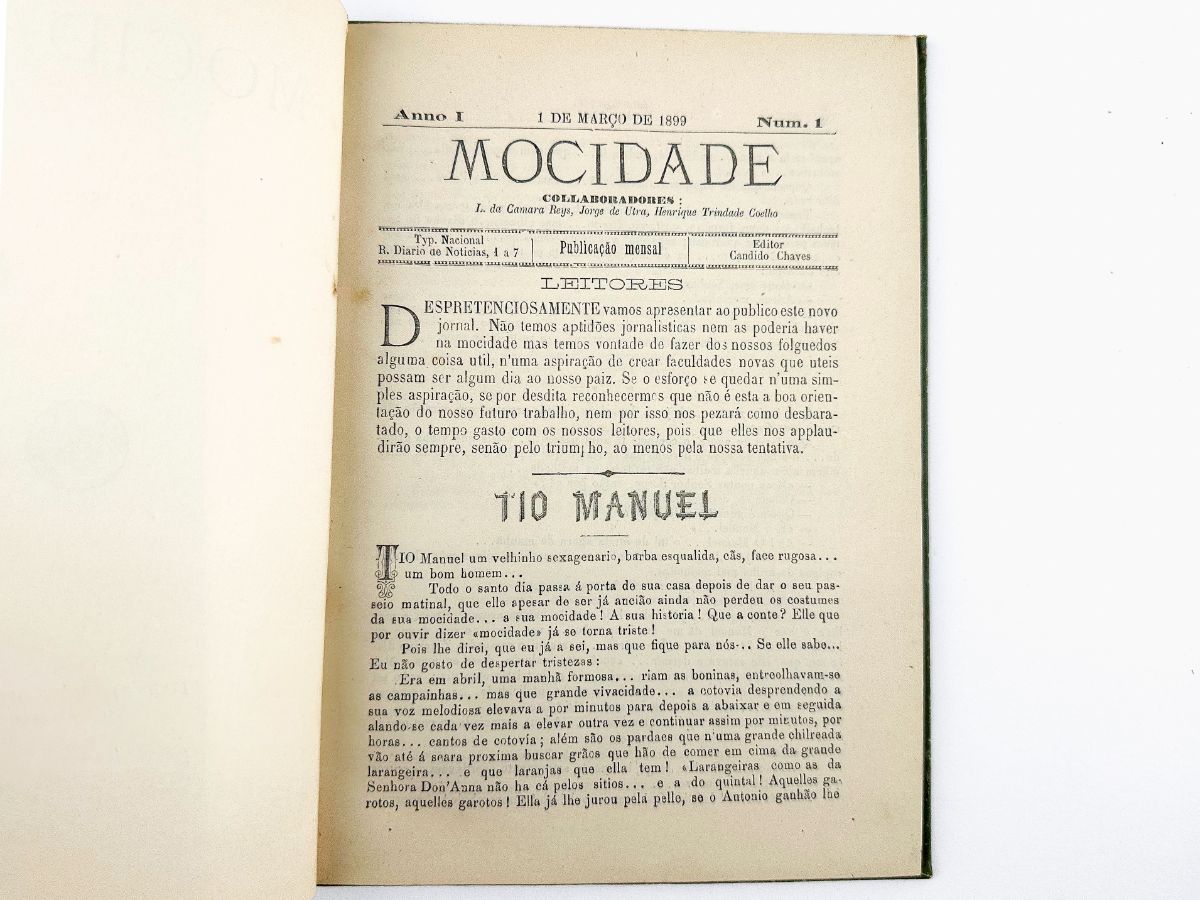 Anno I 1 DE MARÇO DE 1899 Num. 1
MOCIDADE
COLLABORADORES:
L. da Camara Reys, Jorge de Utra, Henrique Trindade Coelho
Typ. Nacional
R. Diario de Noticias, 1 a 7
Publicação mensal
Editor
Candido Chaves
LEITORES
DESPRETENCIOSAMENTE vamos apresentar ao publico este novo
jornal. Não temos aptidões jornalisticas nem as poderia haver
na mocidade mas temos vontade de fazer dos nossos folguedos
alguma coisa util, n'uma aspiração de crear faculdades novas que uteis
possam ser algum dia ao nosso paiz. Se o esforço se quedar n'uma sim-
ples aspiração, se por desdita reconhecermos que não é esta a boa orien-
tação do nosso futuro trabalho, nem por isso nos pezará como desbara-
tado, o tempo gasto com os nossos leitores, pois que elles nos applau-
dirão sempre, senão pelo triumpho, ao menos pela nossa tentativa.
TIO MANUEL
TIO Manuel um velhinho sexagenario, barba esqualida, cãs, face rugosa...
um bom homem...
Todo o santo dia passa á porta de sua casa depois de dar o seu pas-
seio matinal, que elle apesar de ser já ancião ainda não perdeu os costumes
da sua mocidade... a sua mocidade! A sua historia! Que a conte? Elle que
por ouvir dizer «mocidade» já se torna triste!
Pois lhe direi, que eu já a sei, mas que fique para nós... Se elle sabe...
Eu não gosto de despertar tristezas:
Era em abril, uma manhã formosa... riam as boninas, entreolhavam-se
as campainhas... mas que grande vivacidade... a cotovia desprendendo a
sua voz melodiosa elevava a por minutos para depois a abaixar e em seguida
alando-se cada vez mais a elevar outra vez e continuar assim por minutos, por
horas... cantos de cotovia; além são os pardaes que n'uma grande chilreada
vão até á seara proxima buscar grãos que hão de comer em cima da grande
larangeira... e que laranjas que ella tem! «Larangeiras como as da
Senhora Don'Anna não ha cá pelos sitios... e a do quintal! Aquelles ga-
rotos, aquelles garotos! Ella já lhe jurou pela pello, se o Antonio ganhão lhe